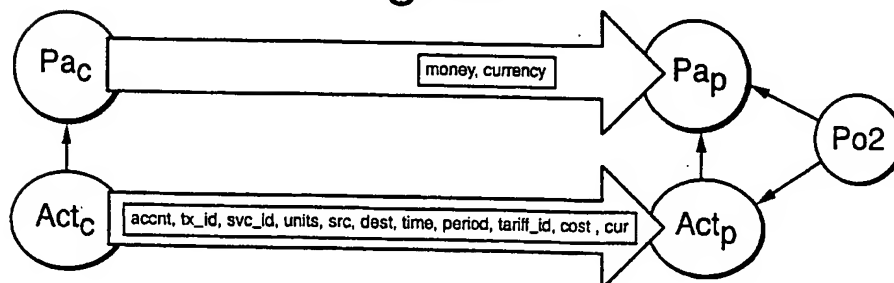 Pac
money, currency
Pap
Po2
Actc
accnt, tx_id, svc_id, units, src, dest, time, period, tariff_id, cost , cur
Actp